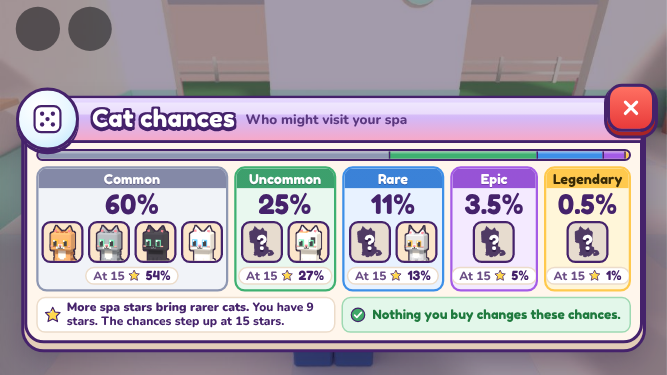 Cat chances Who might visit your spa
Common
60%
At 15 54%
Uncommon
25%
?
At 15 27%
Rare
11%
?
At 15 13%
Epic
3.5%
?
At 15 5%
Legendary
0.5%
?
At 15 1%
More spa stars bring rarer cats. You have 9
stars. The chances step up at 15 stars.
Nothing you buy changes these chances.